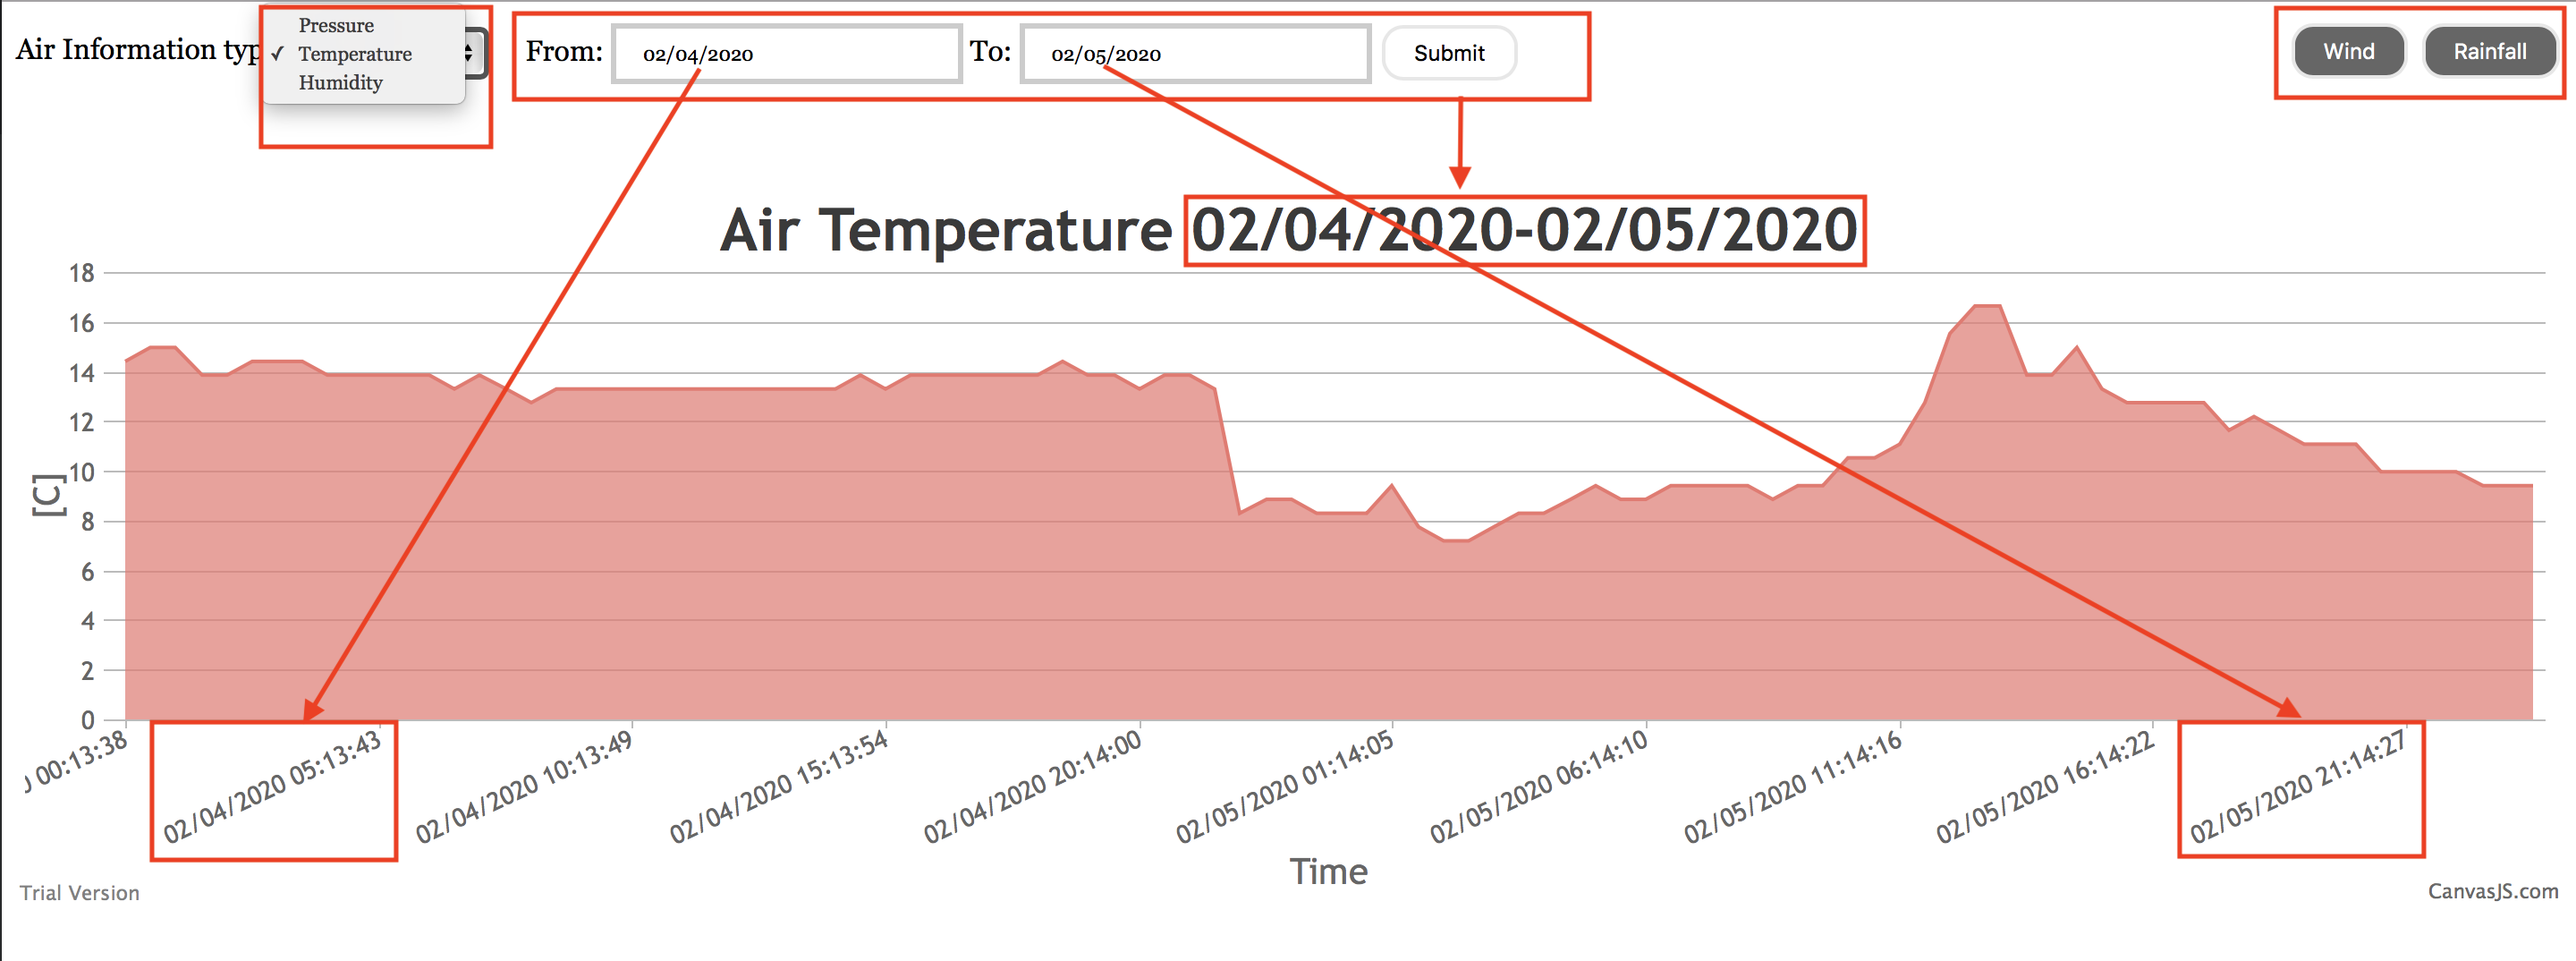 Pressure
Air Information typ ✓ Temperature
Humidity
From: 02/04/2020 To: 02/05/2020 Submit
Wind Rainfall
Air Temperature 02/04/2020-02/05/2020
18
16
14
12
10
8
6
4
2
0
[C]
00:13:38
02/04/2020 05:13:43
02/04/2020 10:13:49
02/04/2020 15:13:54
02/04/2020 20:14:00
02/05/2020 01:14:05
02/05/2020 06:14:10
02/05/2020 11:14:16
02/05/2020 16:14:22
02/05/2020 21:14:27
Time
Trial Version
CanvasJS.com